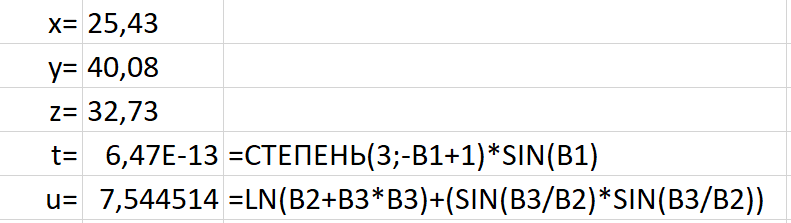 x= 25,43
y= 40,08
z= 32,73
t= 6,47E-13 =СТЕПЕНЬ(3;-B1+1)*SIN(B1)
u= 7,544514 =LN(B2+B3*B3)+(SIN(B3/B2)*SIN(B3/B2))